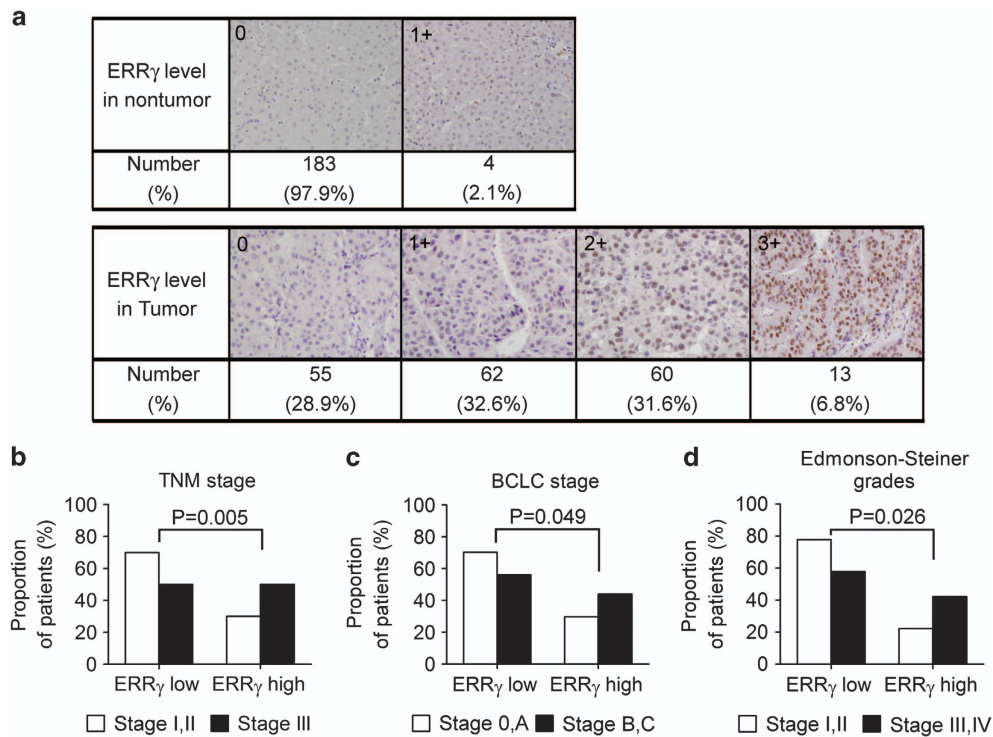 a
ERRγ level
in nontumor
0
1+
Number
(%)
183
(97.9%)
4
(2.1%)
ERRγ level
in Tumor
0
1+
2+
3+
Number
(%)
55
(28.9%)
62
(32.6%)
60
(31.6%)
13
(6.8%)
b
TNM stage
P=0.005
Proportion
of patients (%)
100
80
60
40
20
0
ERRγ low
ERRγ high
Stage I,II
Stage III
c
BCLC stage
P=0.049
Proportion
of patients (%)
100
80
60
40
20
0
ERRγ low
ERRγ high
Stage 0,A
Stage B,C
d
Edmonson-Steiner
grades
P=0.026
Proportion
of patients (%)
100
80
60
40
20
0
ERRγ low
ERRγ high
Stage I,II
Stage III,IV